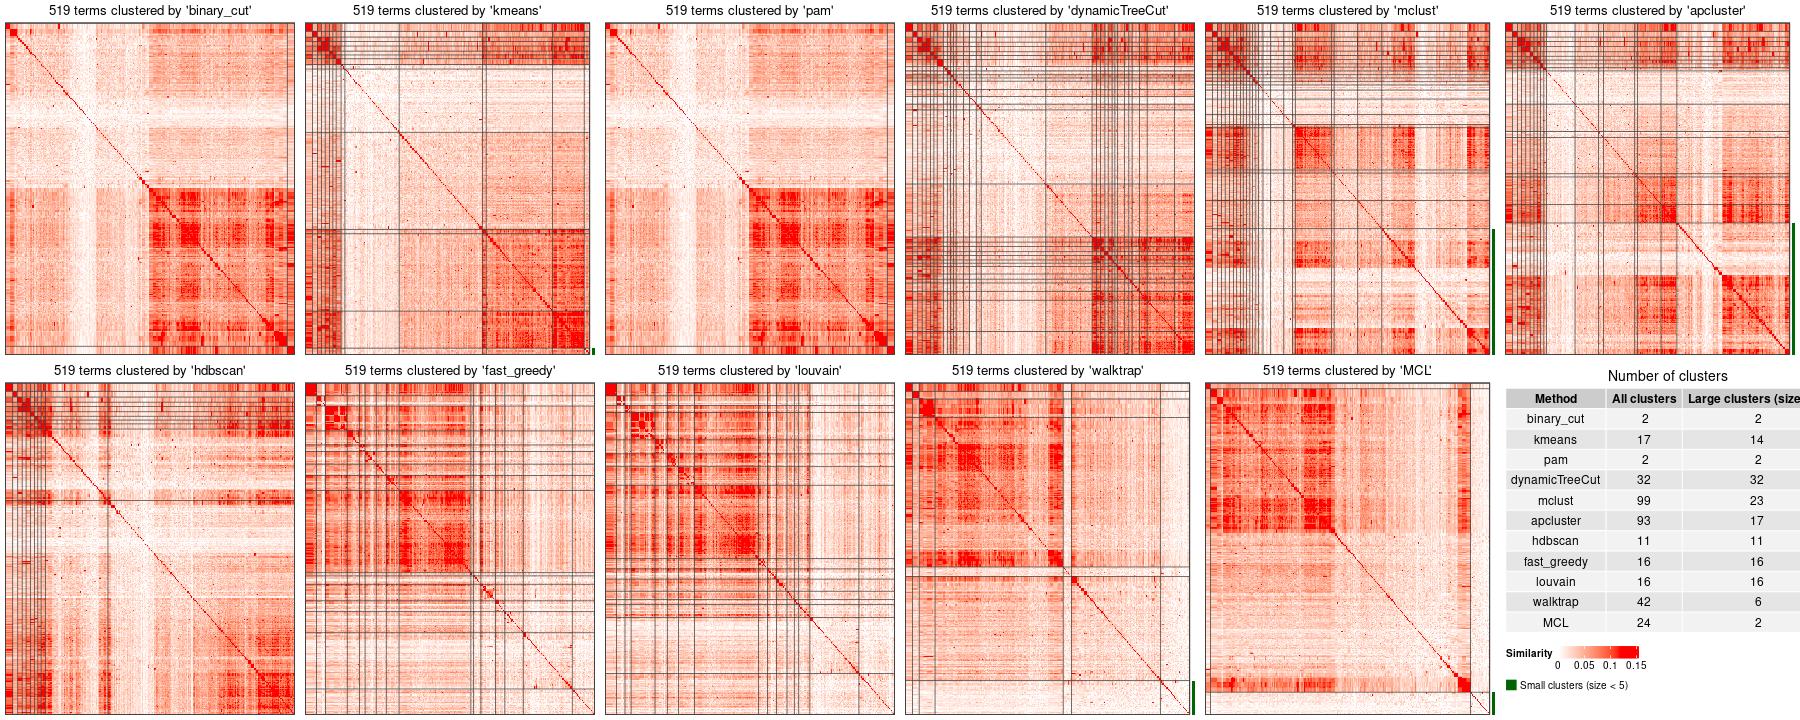 519 terms clustered by 'binary_cut'
519 terms clustered by 'kmeans'
519 terms clustered by 'pam'
519 terms clustered by 'dynamicTreeCut'
519 terms clustered by 'mclust'
519 terms clustered by 'apcluster'
519 terms clustered by 'hdbscan'
519 terms clustered by 'fast_greedy'
519 terms clustered by 'louvain'
519 terms clustered by 'walktrap'
519 terms clustered by 'MCL'
Number of clusters
Method All clusters Large clusters (size
binary_cut 2 2
kmeans 17 14
pam 2 2
dynamicTreeCut 32 32
mclust 99 23
apcluster 93 17
hdbscan 11 11
fast_greedy 16 16
louvain 16 16
walktrap 42 6
MCL 24 2
Similarity
0 0.05 0.1 0.15
Small clusters (size < 5)